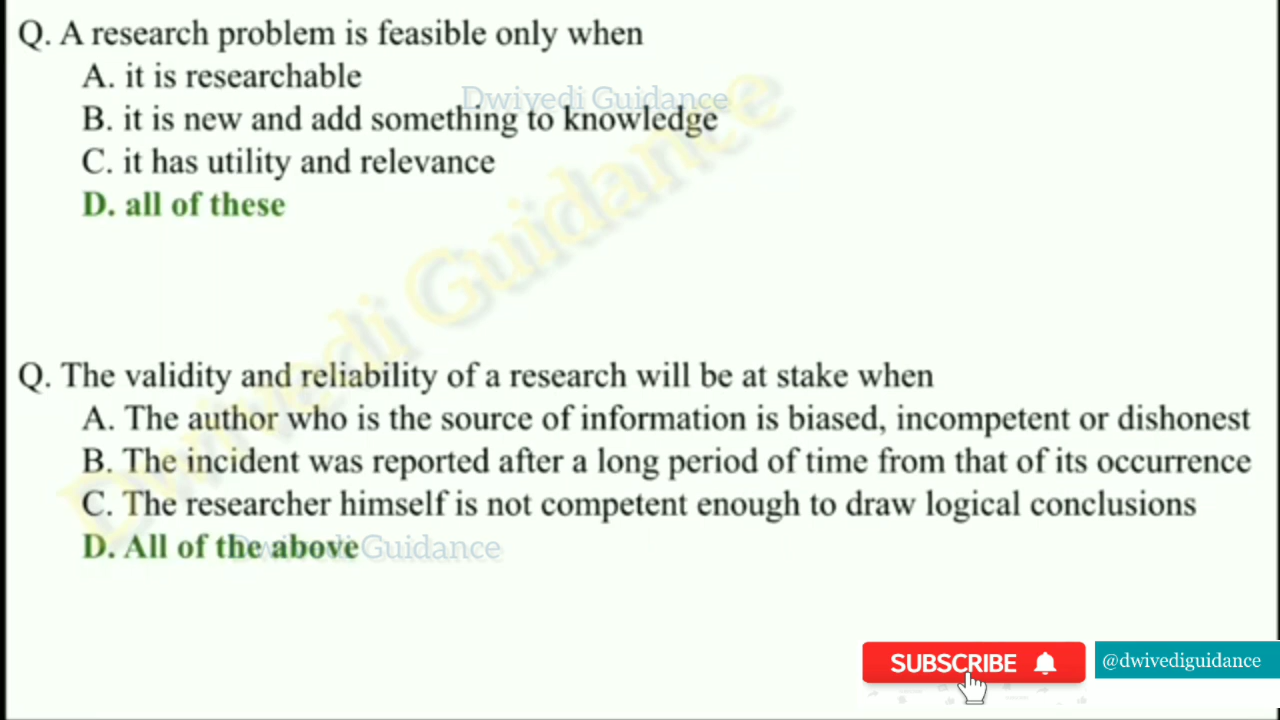 Q. A research problem is feasible only when
A. it is researchable
Dwivedi Guidance
B. it is new and add something to knowledge
C. it has utility and relevance
D. all of these
Dwivedi Guidance
Q. The validity and reliability of a research will be at stake when
A. The author who is the source of information is biased, incompetent or dishonest
B. The incident was reported after a long period of time from that of its occurrence
C. The researcher himself is not competent enough to draw logical conclusions
D. All of the above
Dwivedi Guidance
SUBSCRIBE
@dwivediguidance